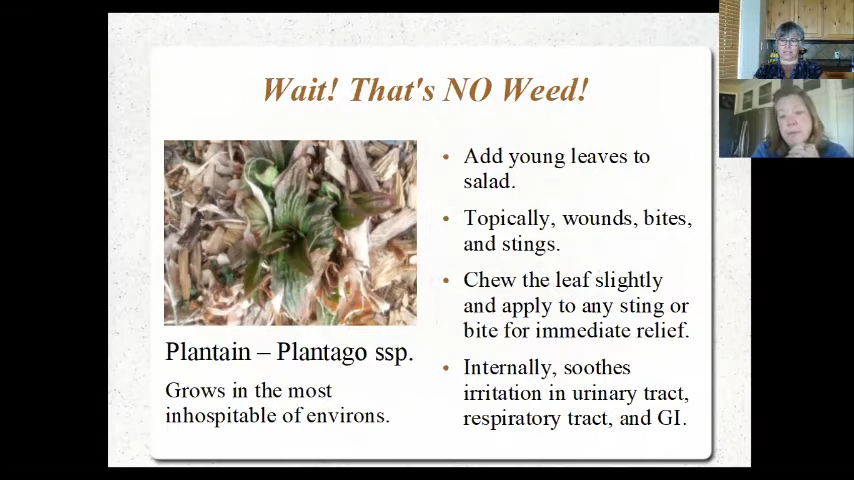 Wait! That's NO Weed!
Plantain – Plantago ssp.
Grows in the most
inhospitable of environs.
• Add young leaves to
salad.
• Topically, wounds, bites,
and stings.
• Chew the leaf slightly
and apply to any sting or
bite for immediate relief.
• Internally, soothes
irritation in urinary tract,
respiratory tract, and GI.